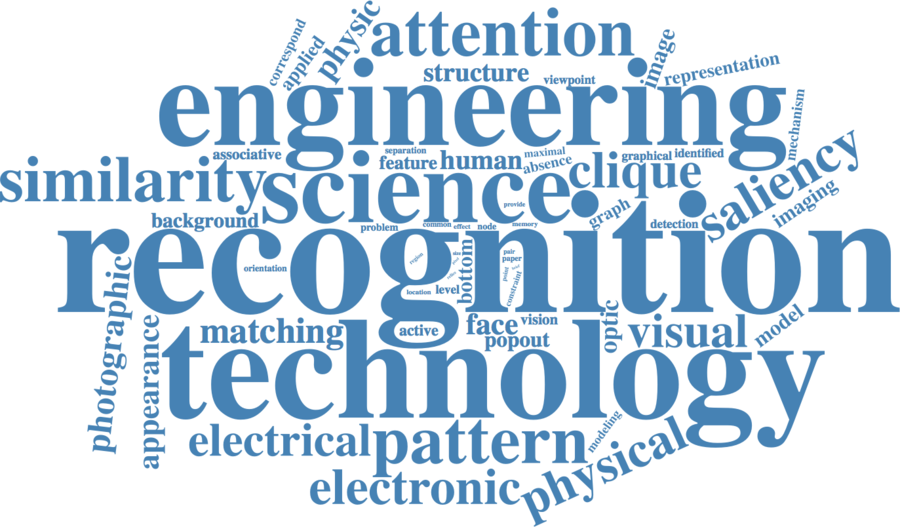 correspond
applied
physic
attention
image
structure
viewpoint
representation
engineering
mechanism
associative
separation
feature
human
maximal
absence
graphical
identified
similarity
science
clique
saliency
imaging
background
problem
common
effect
node
memory
provide
graph
detection
recognition
orientation
region
location
level
bottom
pair
paper
point
constraint
photographic
appearance
matching
active
face
vision
popout
optic
visual
model
technology
electrical
pattern
modeling
physical
electronic